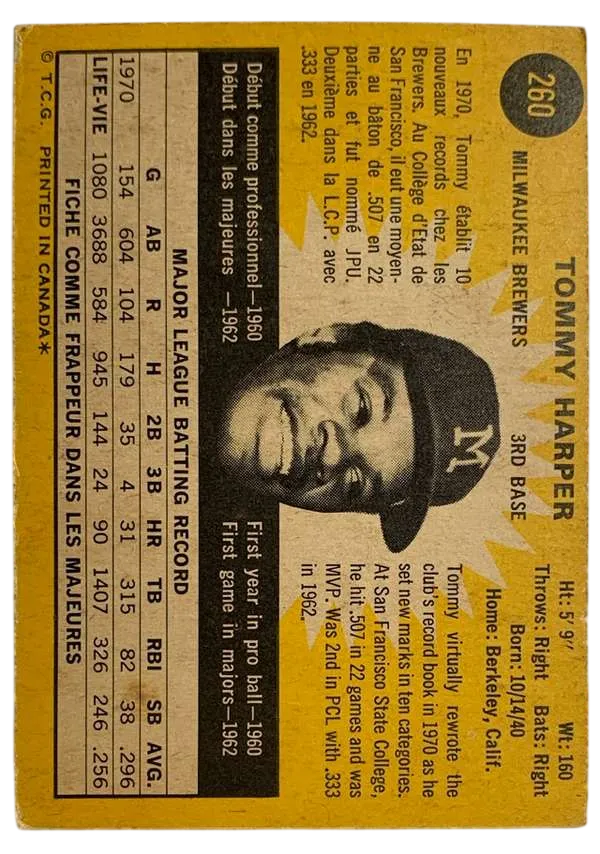 260
TOMMY HARPER
MILWAUKEE BREWERS
3RD BASE
Ht: 5' 9" Wt: 160
Throws: Right Bats: Right
Born: 10/14/40
Home: Berkeley, Calif.
En 1970, Tommy établit 10
nouveaux records chez les
Brewers. Au Collège d'Etat de
San Francisco, il eut une moyen-
ne au bâton de .507 en 22
parties et fut nommé JPU.
Deuxième dans la L.C.P. avec
.333 en 1962.
M
Tommy virtually rewrote the
club's record book in 1970 as he
set new marks in ten categories.
At San Francisco State College,
he hit .507 in 22 games and was
MVP. Was 2nd in PCL with .333
in 1962.
Début comme professionnel—1960
Début dans les majeures —1962
First year in pro ball—1960
First game in majors—1962
MAJOR LEAGUE BATTING RECORD
G AB R H 2B 3B HR TB RBI SB AVG.
1970 154 604 104 179 35 4 31 315 82 38 .296
LIFE-VIE 1080 3688 584 945 144 24 90 1407 326 246 .256
FICHE COMME FRAPPEUR DANS LES MAJEURES
© T.C.G. PRINTED IN CANADA*